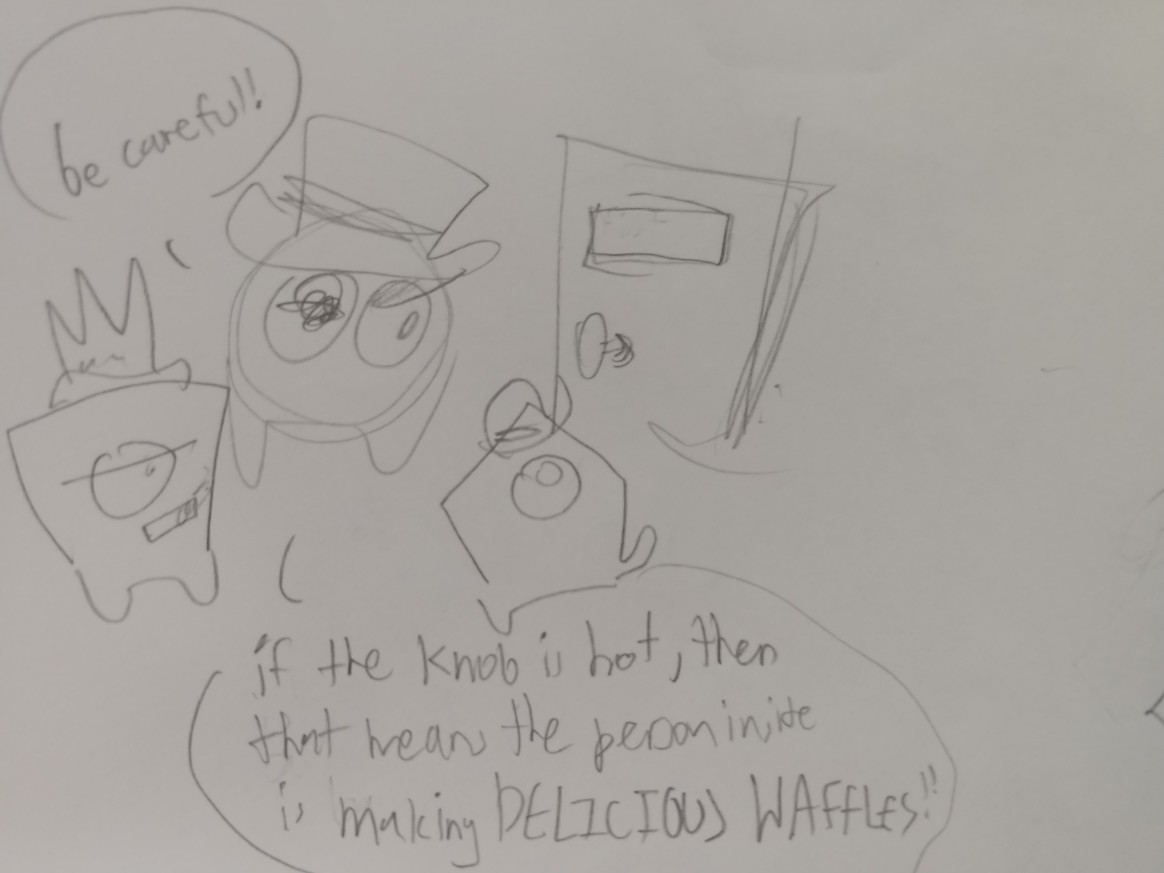 be careful!
if the knob is hot, then
that means the person inside
is making DELICIOUS WAFFLES!!